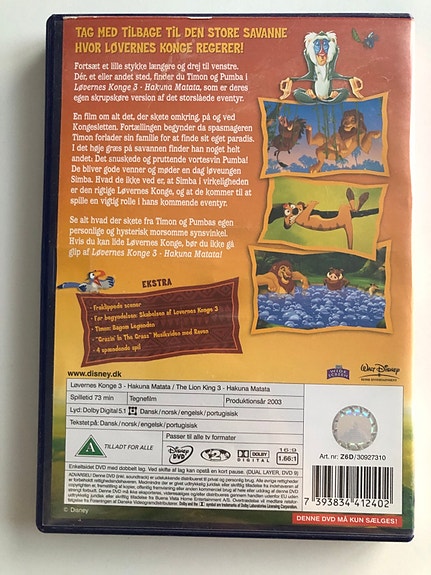 TAG MED TILBAGE TIL DEN STORE SAVANNE
HVOR LØVERNES KONGE REGERER!
Fortsæt et lille stykke længere og drej til venstre.
Dér, et eller andet sted, finder du Timon og Pumba i
Løvernes Konge 3 - Hakuna Matata, som er deres
egen skrupskøre version af det storslåede eventyr.
En film om alt det, der skete omkring, på og ved
Kongesletten. Fortællingen begynder da spasmageren
Timon forlader sin familie for at finde sit eget paradis.
I det høje græs på savannen finder han noget helt
andet: Det snuskede og pruttende vortesvin Pumba!
De bliver gode venner og møder en dag løveungen
Simba. Hvad de ikke ved er, at Simba i virkeligheden
er den rigtige Løvernes Konge, og at de kommer til at
spille en vigtig rolle i hans kommende eventyr.
Se alt hvad der skete fra Timon og Pumbas egen
personlige og hysterisk morsomme synsvinkel.
Hvis du kan lide Løvernes Konge, bør du ikke gå
glip af Løvernes Konge 3 - Hakuna Matata!
EKSTRA
- Fraklippede scener
- Før begyndelsen: Skabelsen af Løvernes Konge 3
- Timon: Bagom Legenden
- "Grazin' In The Grass" Musikvideo med Raven
- 4 spændende spil
www.disney.dk
WIDE SCREEN
WALT DISNEY
HOME ENTERTAINMENT
Løvernes Konge 3 - Hakuna Matata / The Lion King 3 - Hakuna Matata
Spilletid 73 min
Tegnefilm
Produktionsår 2003
Lyd: Dolby Digital 5.1 Dansk/norsk/engelsk/portugisisk
Tekstet på: Dansk/norsk/engelsk/portugisisk
Passer til alle tv formater
A TILLADT FOR ALLE
Disney DVD
2
DOLBY DIGITAL
16:9
1.66:1
Art. nr: Z6D/30927310
7 393834 412402
Enkeltsidet DVD med dobbelt lag. Ved skifte af lag kan opstå en kort pause. (DUAL LAYER, DVD 9)
© Disney
DENNE DVD MÅ KUN SÆLGES!